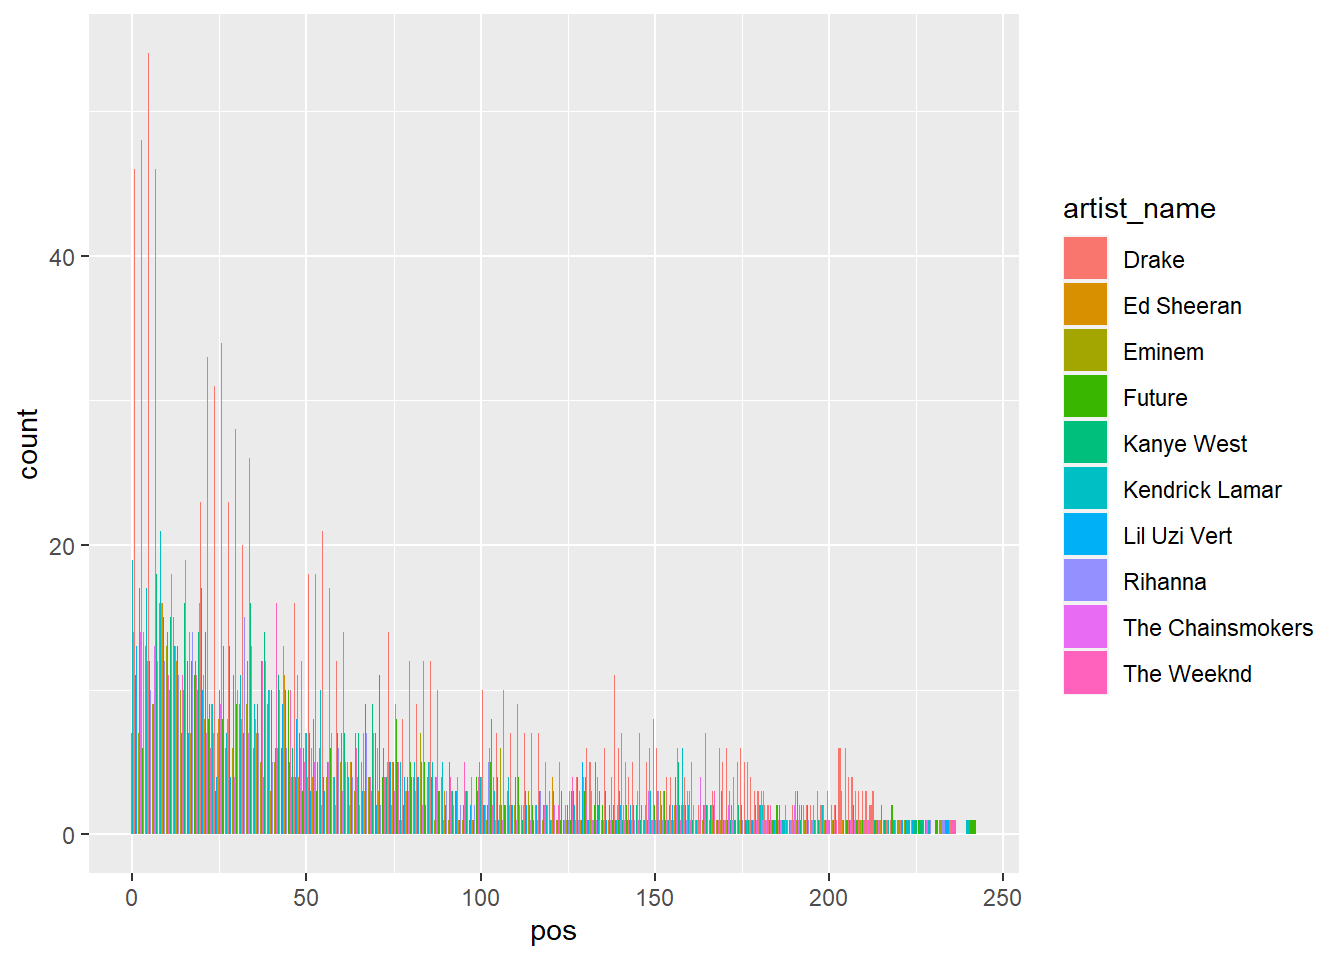 count
40
20
0
0
50
100
150
200
250
pos
artist_name
Drake
Ed Sheeran
Eminem
Future
Kanye West
Kendrick Lamar
Lil Uzi Vert
Rihanna
The Chainsmokers
The Weeknd